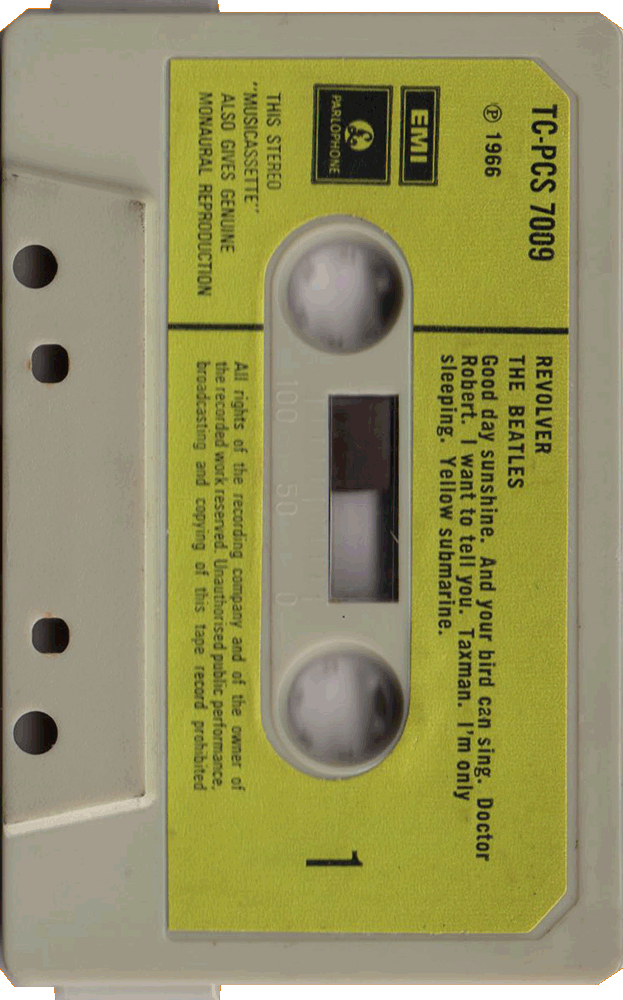 TC-PCS 7009
℗ 1966
EMI
PARLOPHONE
THIS STEREO
"MUSICASSETTE"
ALSO GIVES GENUINE
MONAURAL REPRODUCTION
REVOLVER
THE BEATLES
Good day sunshine. And your bird can sing. Doctor
Robert. I want to tell you. Taxman. I'm only
sleeping. Yellow submarine.
100 50 0
All rights of the recording company and of the owner of
the recorded work reserved. Unauthorised public performance,
broadcasting and copying of this tape record prohibited
1